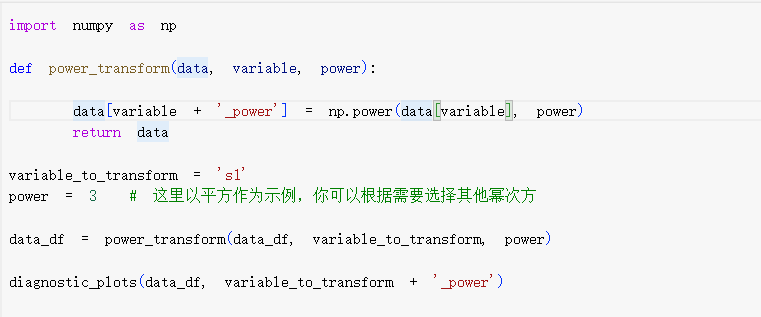 import numpy as np
def power_transform(data, variable, power):
data[variable + '_power'] = np.power(data[variable], power)
return data
variable_to_transform = 's1'
power = 3 # 这里以平方作为示例，你可以根据需要选择其他幂次方
data_df = power_transform(data_df, variable_to_transform, power)
diagnostic_plots(data_df, variable_to_transform + '_power')